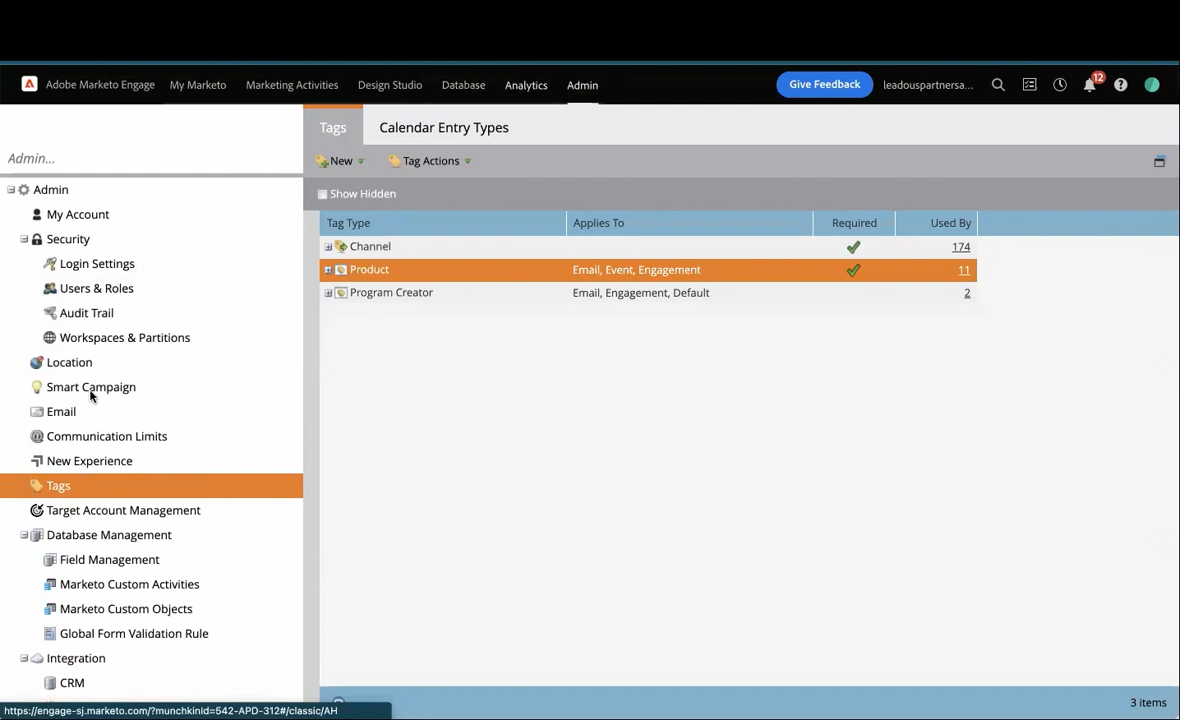 Adobe Marketo Engage My Marketo Marketing Activities Design Studio Database Analytics Admin Give Feedback leadouspartnersa... 12
Tags Calendar Entry Types
Admin...
New Tag Actions
Show Hidden
Tag Type Applies To Required Used By
Channel 174
Product Email, Event, Engagement 11
Program Creator Email, Engagement, Default 2
Admin
My Account
Security
Login Settings
Users & Roles
Audit Trail
Workspaces & Partitions
Location
Smart Campaign
Email
Communication Limits
New Experience
Tags
Target Account Management
Database Management
Field Management
Marketo Custom Activities
Marketo Custom Objects
Global Form Validation Rule
Integration
CRM
https://engage-sj.marketo.com/?munchkinId=542-APD-312#/classic/AH
3 items